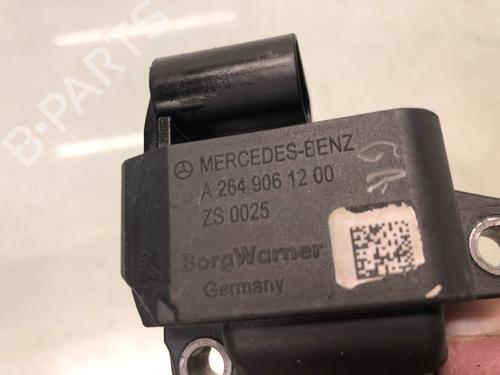 B-PARTS
MERCEDES-BENZ
A 264 906 12 00
ZS 0025
BorgWarner
Germany